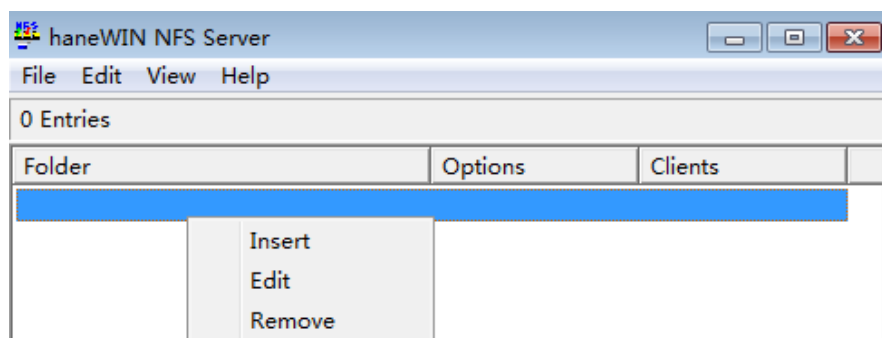 haneWIN NFS Server
File Edit View Help
0 Entries
Folder Options Clients
Insert
Edit
Remove